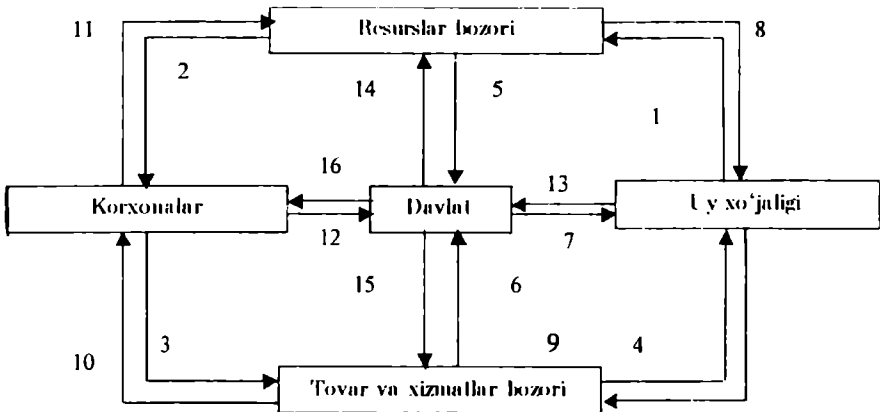 11 Resurslar bozori 8
2 14 5 1
16 13
Korxonalar Davlat Uy xo‘jaligi
12 7
15 6
10 3 9 4
Tovar va xizmatlar bozori